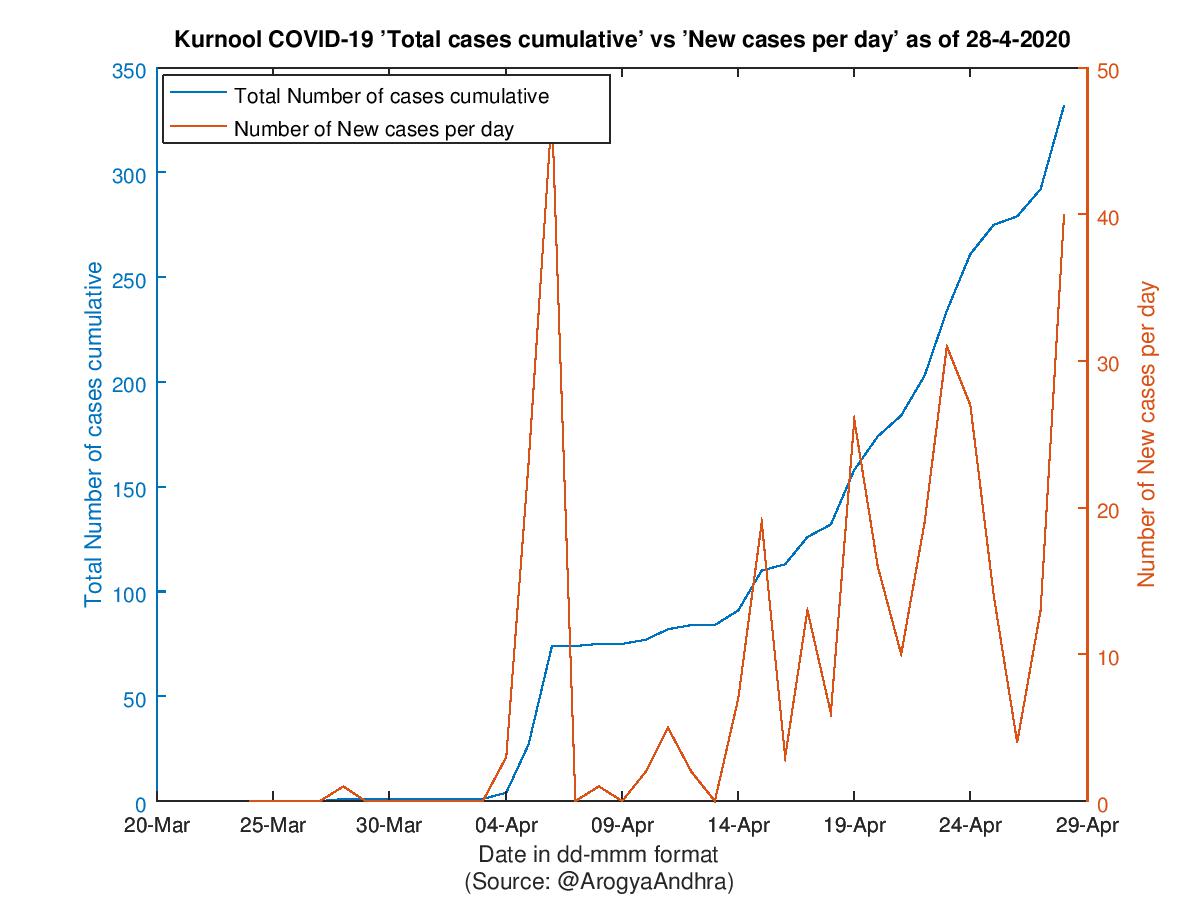 Kurnool COVID-19 ’Total cases cumulative’ vs ’New cases per day’ as of 28-4-2020
350
300
250
200
150
100
50
0
Total Number of cases cumulative
Total Number of cases cumulative
Number of New cases per day
50
40
30
20
10
0
Number of New cases per day
20-Mar 25-Mar 30-Mar 04-Apr 09-Apr 14-Apr 19-Apr 24-Apr 29-Apr
Date in dd-mmm format
(Source: @ArogyaAndhra)